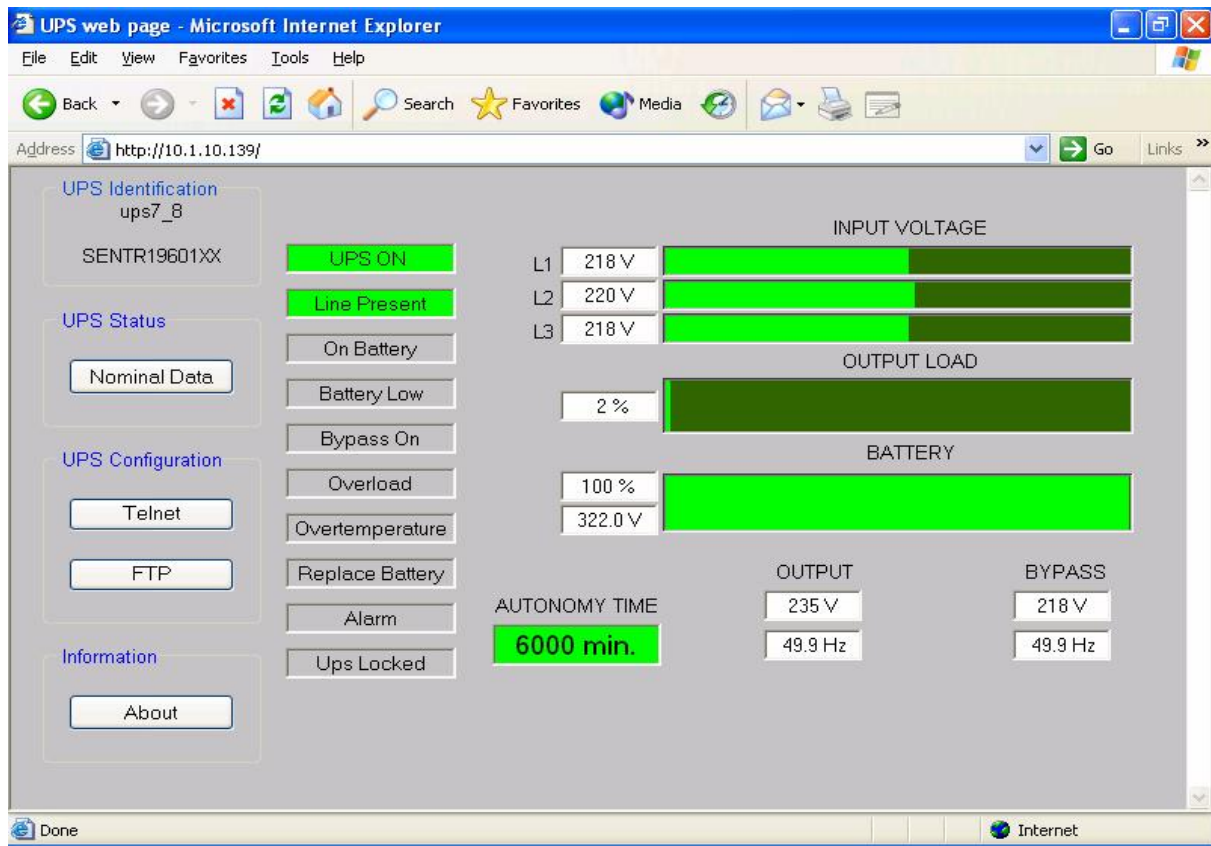 UPS web page - Microsoft Internet Explorer
File Edit View Favorites Tools Help
Back Search Favorites Media
Address http://10.1.10.139/ Go Links »
UPS Identification
ups7_8
SENTR19601XX
UPS Status
Nominal Data
UPS Configuration
Telnet
FTP
Information
About
UPS ON
Line Present
On Battery
Battery Low
Bypass On
Overload
Overtemperature
Replace Battery
Alarm
Ups Locked
INPUT VOLTAGE
L1 218 V
L2 220 V
L3 218 V
OUTPUT LOAD
2 %
BATTERY
100 %
322.0 V
AUTONOMY TIME
6000 min.
OUTPUT
235 V
49.9 Hz
BYPASS
218 V
49.9 Hz
Done Internet